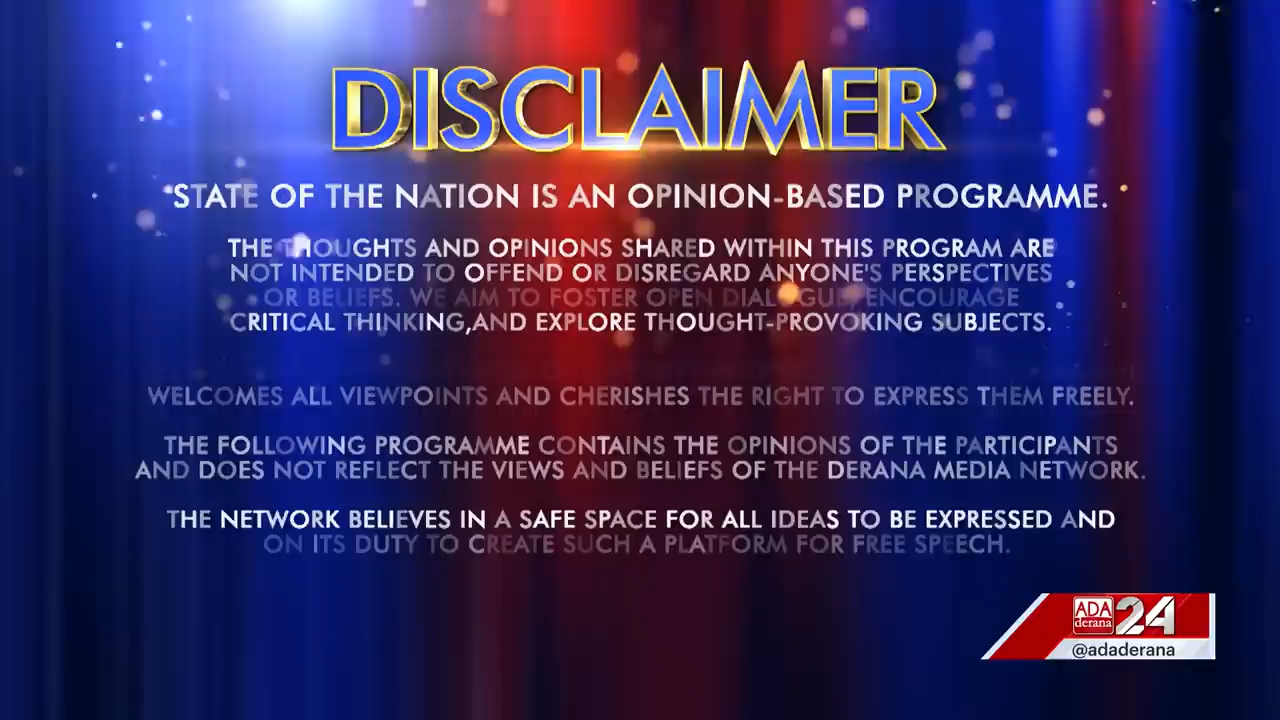 DISCLAIMER
"STATE OF THE NATION IS AN OPINION-BASED PROGRAMME.
THE THOUGHTS AND OPINIONS SHARED WITHIN THIS PROGRAM ARE
NOT INTENDED TO OFFEND OR DISREGARD ANYONE'S PERSPECTIVES
OR BELIEFS. WE AIM TO FOSTER OPEN DIALOGUE, ENCOURAGE
CRITICAL THINKING,AND EXPLORE THOUGHT-PROVOKING SUBJECTS.
WELCOMES ALL VIEWPOINTS AND CHERISHES THE RIGHT TO EXPRESS THEM FREELY.
THE FOLLOWING PROGRAMME CONTAINS THE OPINIONS OF THE PARTICIPANTS
AND DOES NOT REFLECT THE VIEWS AND BELIEFS OF THE DERANA MEDIA NETWORK.
THE NETWORK BELIEVES IN A SAFE SPACE FOR ALL IDEAS TO BE EXPRESSED AND
ON ITS DUTY TO CREATE SUCH A PLATFORM FOR FREE SPEECH.
ADA derana 24
@adaderana